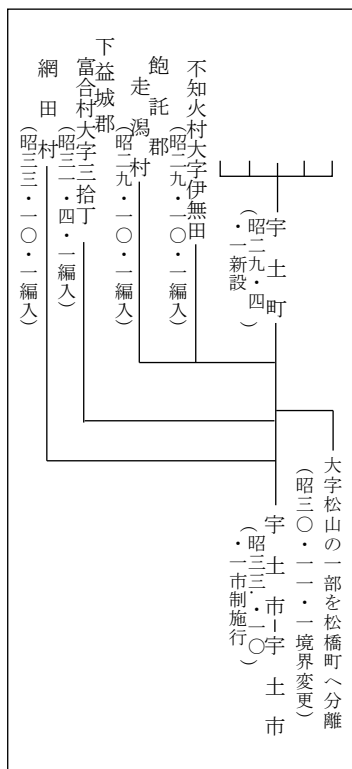 大字松山の一部を松橋町へ分離
(昭三〇・一一・一境界変更)
宇土市ー宇土市
(昭三三・一〇
・一市制施行)
宇土町
(昭二九・四
・一新設)
不知火村大字伊無田
(昭二九・一〇・一編入)
飽託郡
走潟村
(昭二九・一〇・一編入)
下益城郡
富合村大字三拾丁
(昭三一・四・一編入)
網田村
(昭三三・一〇・一編入)